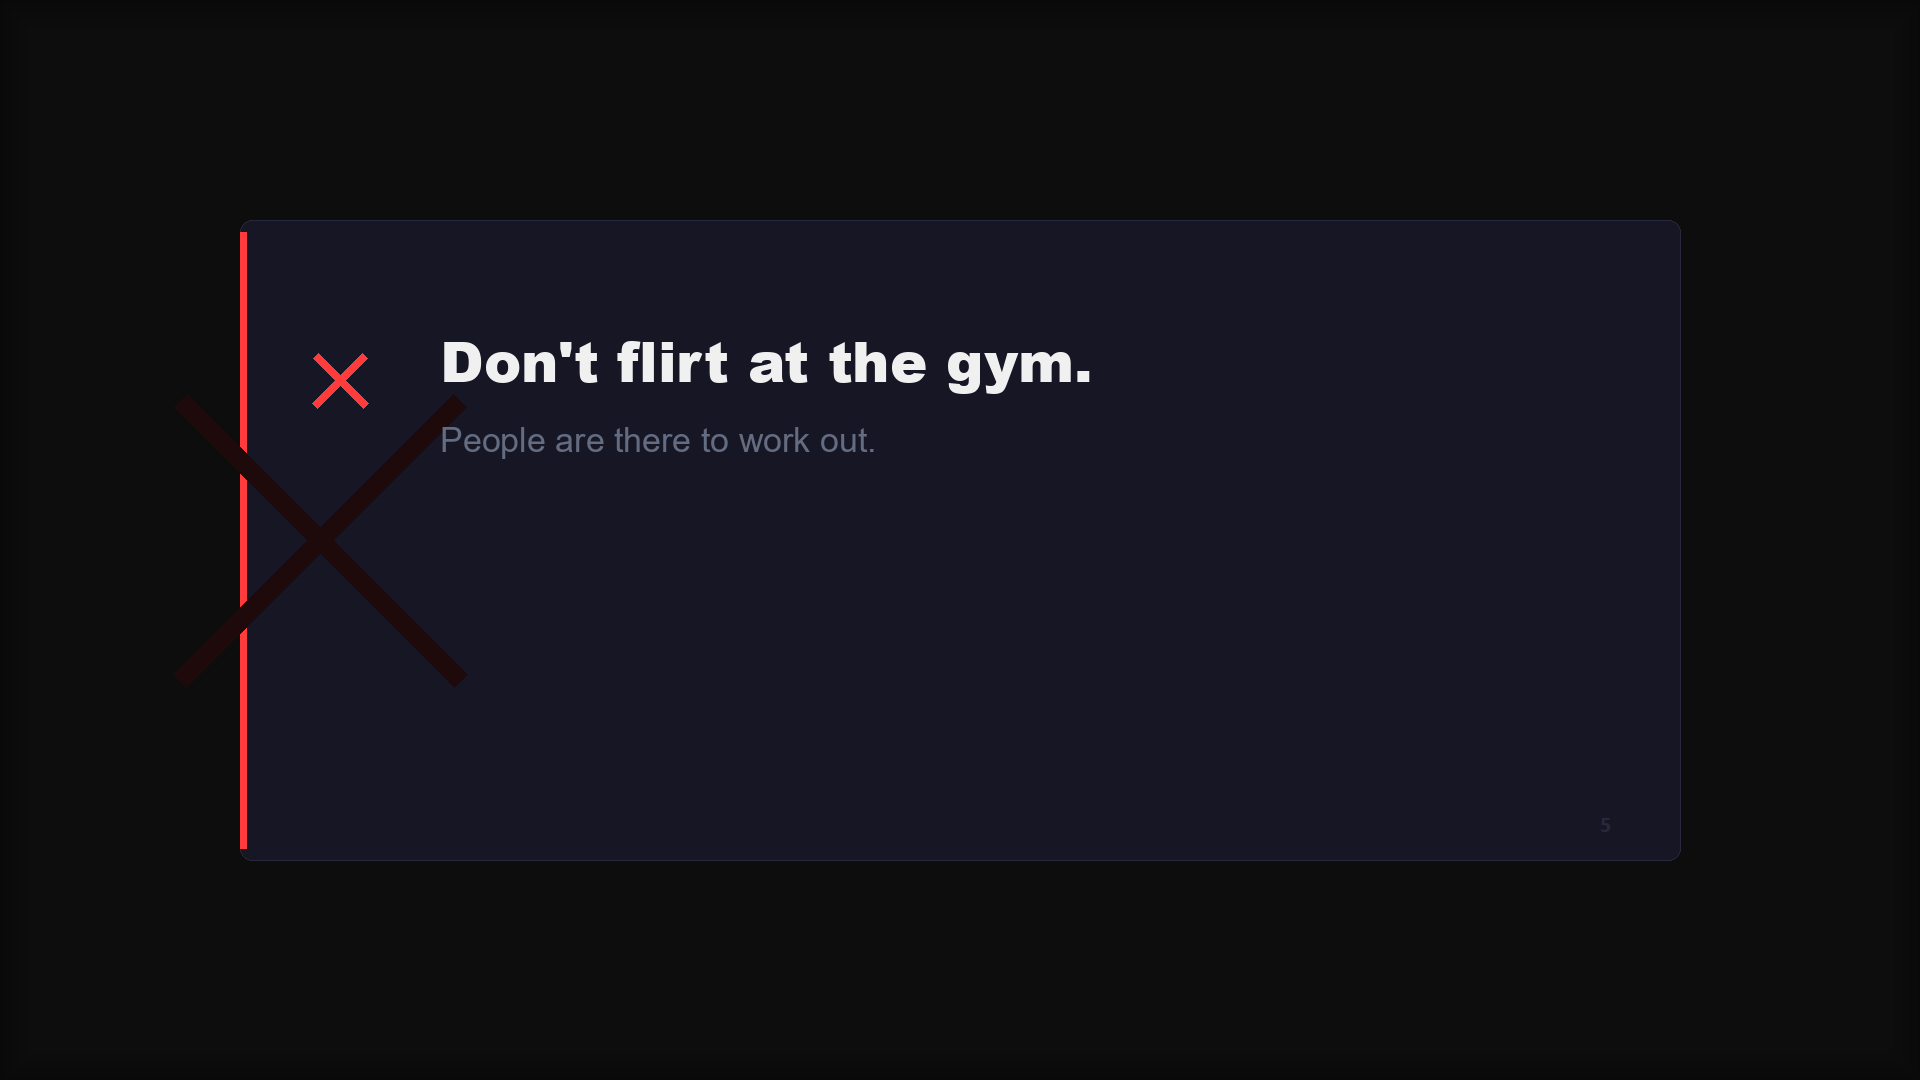 Don't flirt at the gym.
People are there to work out.
5